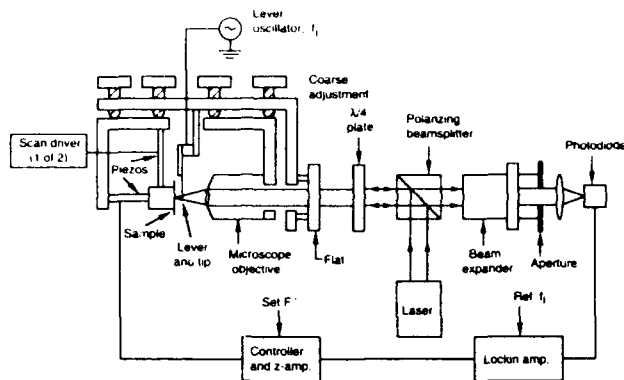 Lever
oscillator, f₁
Coarse
adjustment
λ/4
plate
Polarizing
beamsplitter
Photodiode
Scan driver
(1 of 2)
Piezos
Sample
Lever
and tip
Microscope
objective
Flat
Laser
Beam
expander
Aperture
Set F'
Ref. f₁
Controller
and z-amp.
Lockin amp.